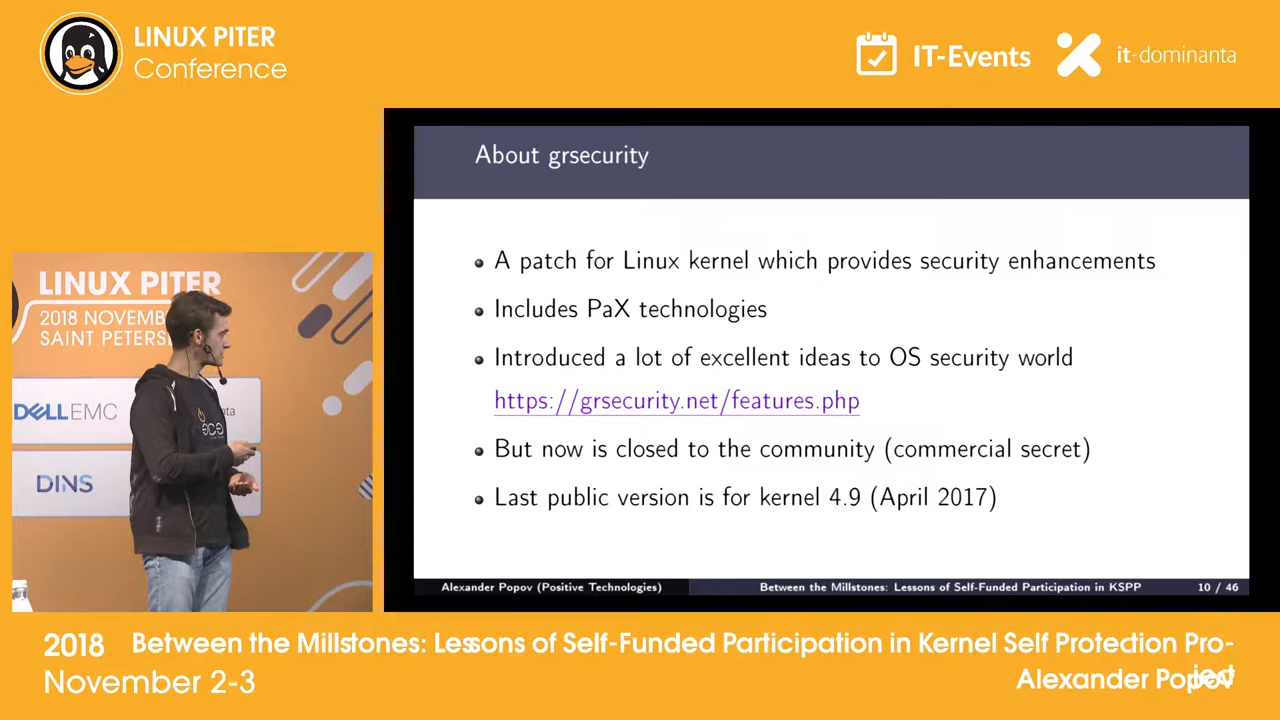 LINUX PITER
Conference
IT-Events
it-dominanta
About grsecurity
A patch for Linux kernel which provides security enhancements
Includes PaX technologies
Introduced a lot of excellent ideas to OS security world
https://grsecurity.net/features.php
But now is closed to the community (commercial secret)
Last public version is for kernel 4.9 (April 2017)
Alexander Popov (Positive Technologies)
Between the Millstones: Lessons of Self-Funded Participation in KSPP
10 / 46
LINUX PITER
2018 NOVEMB
SAINT PETERS
DELL EMC
DINS
2018
November 2-3
Between the Millstones: Lessons of Self-Funded Participation in Kernel Self Protection Pro-
ject
Alexander Popov